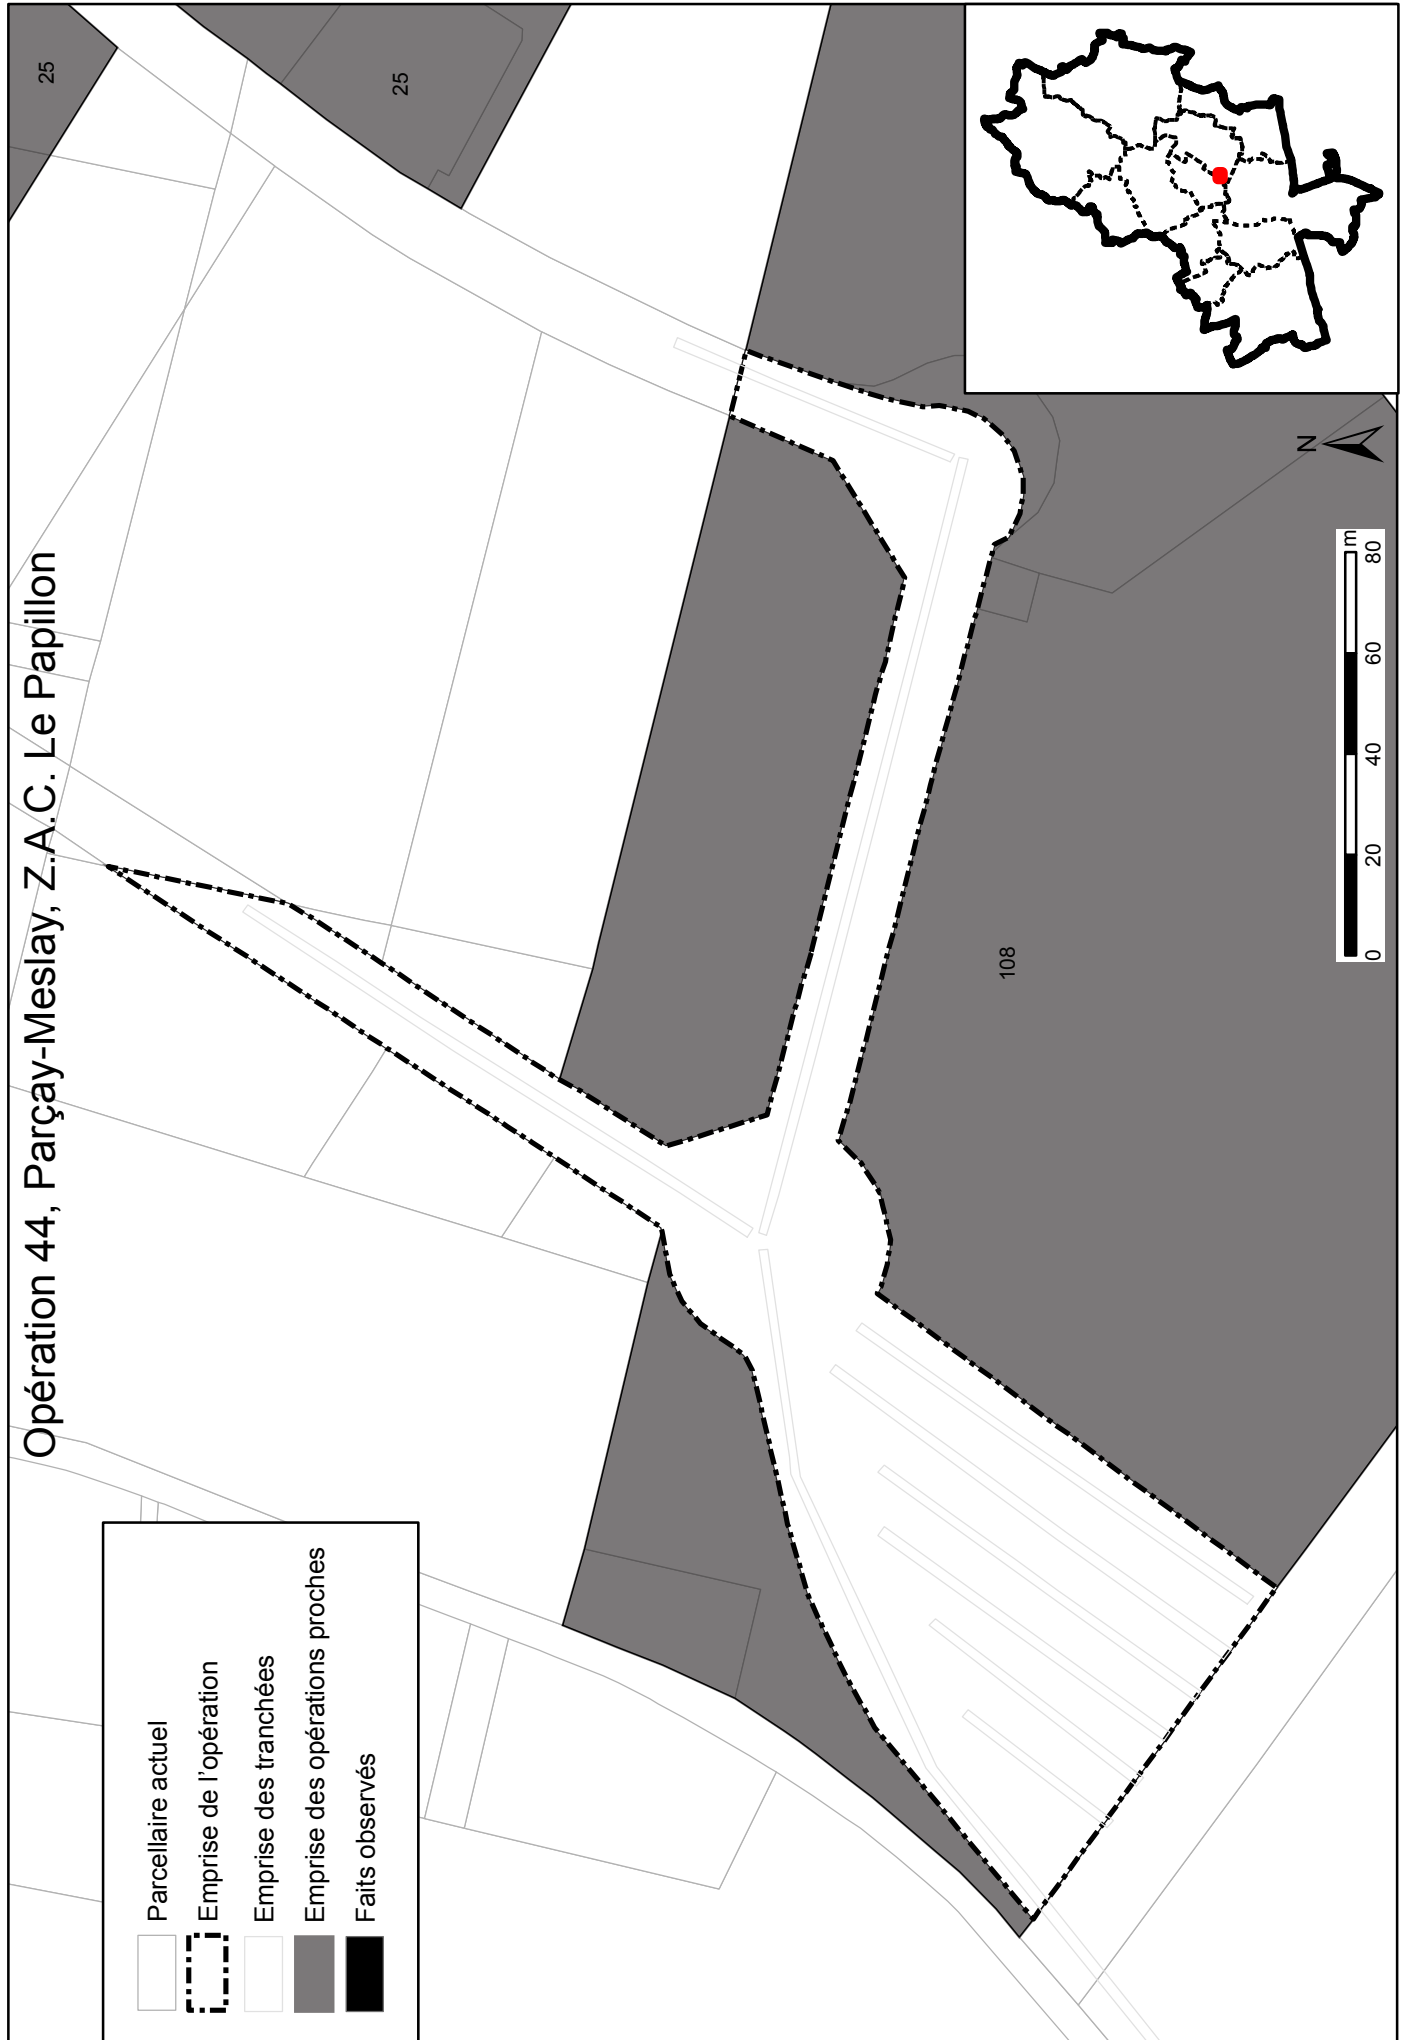 Opération 44, Parçay-Meslay, Z.A.C. Le Papillon
25
25
108
Parcellaire actuel
Emprise de l'opération
Emprise des tranchées
Emprise des opérations proches
Faits observés
N
0 20 40 60 80 m